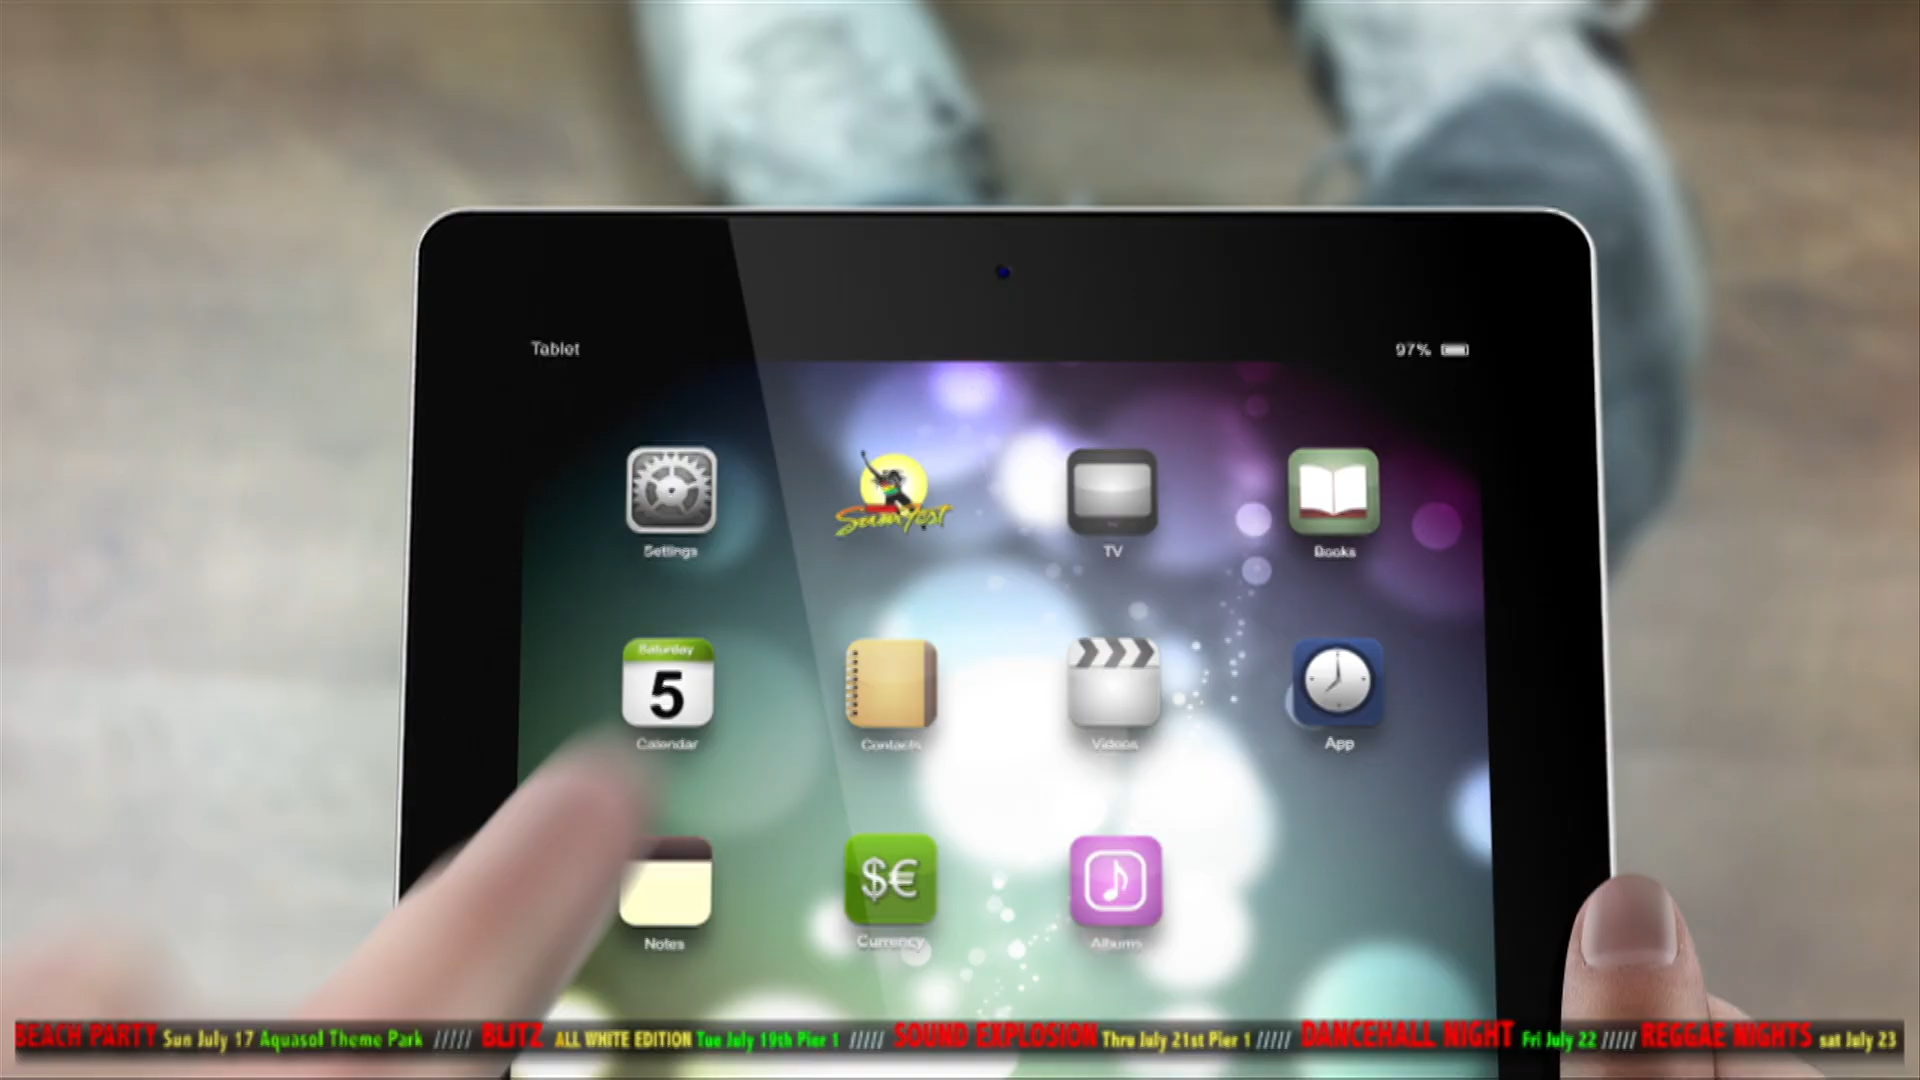 Tablet
97%
SumFest
Settings
TV
Books
Saturday
5
Calendar
Contacts
Videos
App
$€
Notes
Currency
Albums
BEACH PARTY Sun July 17 Aquasol Theme Park ///// BLITZ ALL WHITE EDITION Tue July 19th Pier 1 ///// SOUND EXPLOSION Thru July 21st Pier 1 ///// DANCEHALL NIGHT Fri July 22 ///// REGGAE NIGHTS sat July 23